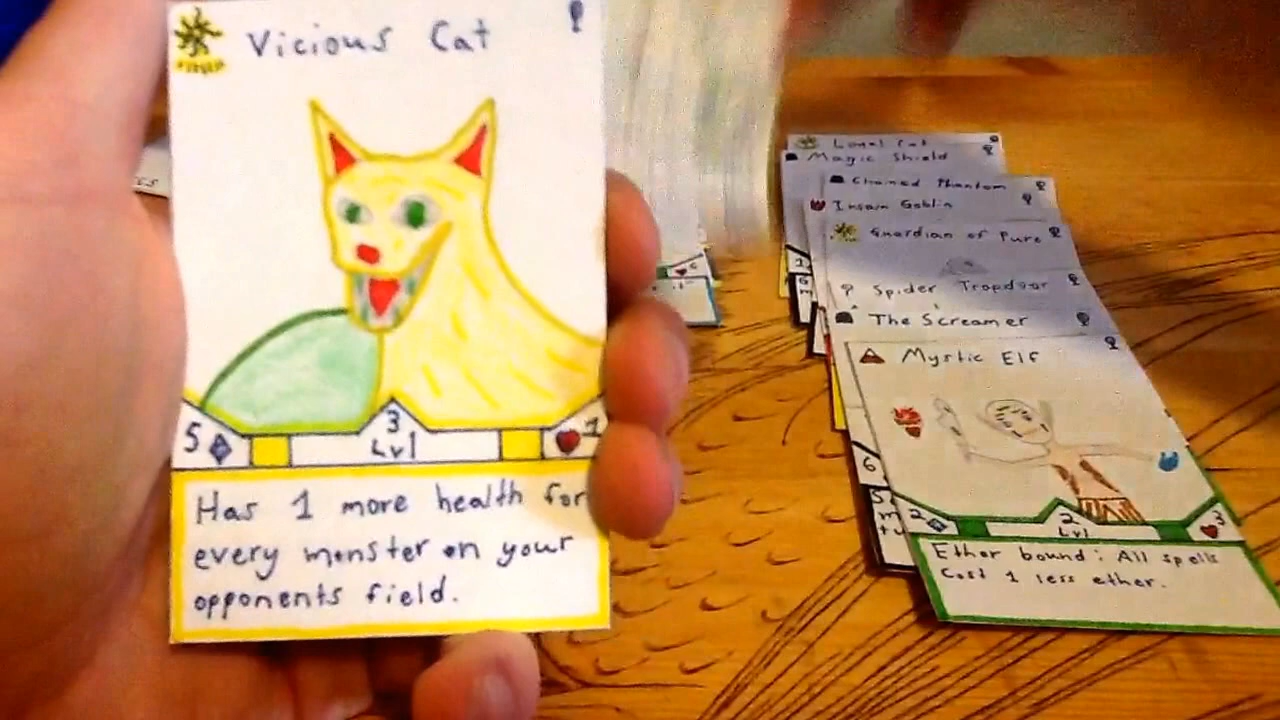 Vicious Cat
5
3
Lvl
1
Has 1 more health for
every monster on your
opponents field.
Magic Shield
Chained Phantom
Insain Goblin
Guardian of Pure
Spider Trapdoor
The Screamer
6
Mystic Elf
2
2
Lvl
3
Ether bound: All spells
Cost 1 less ether.